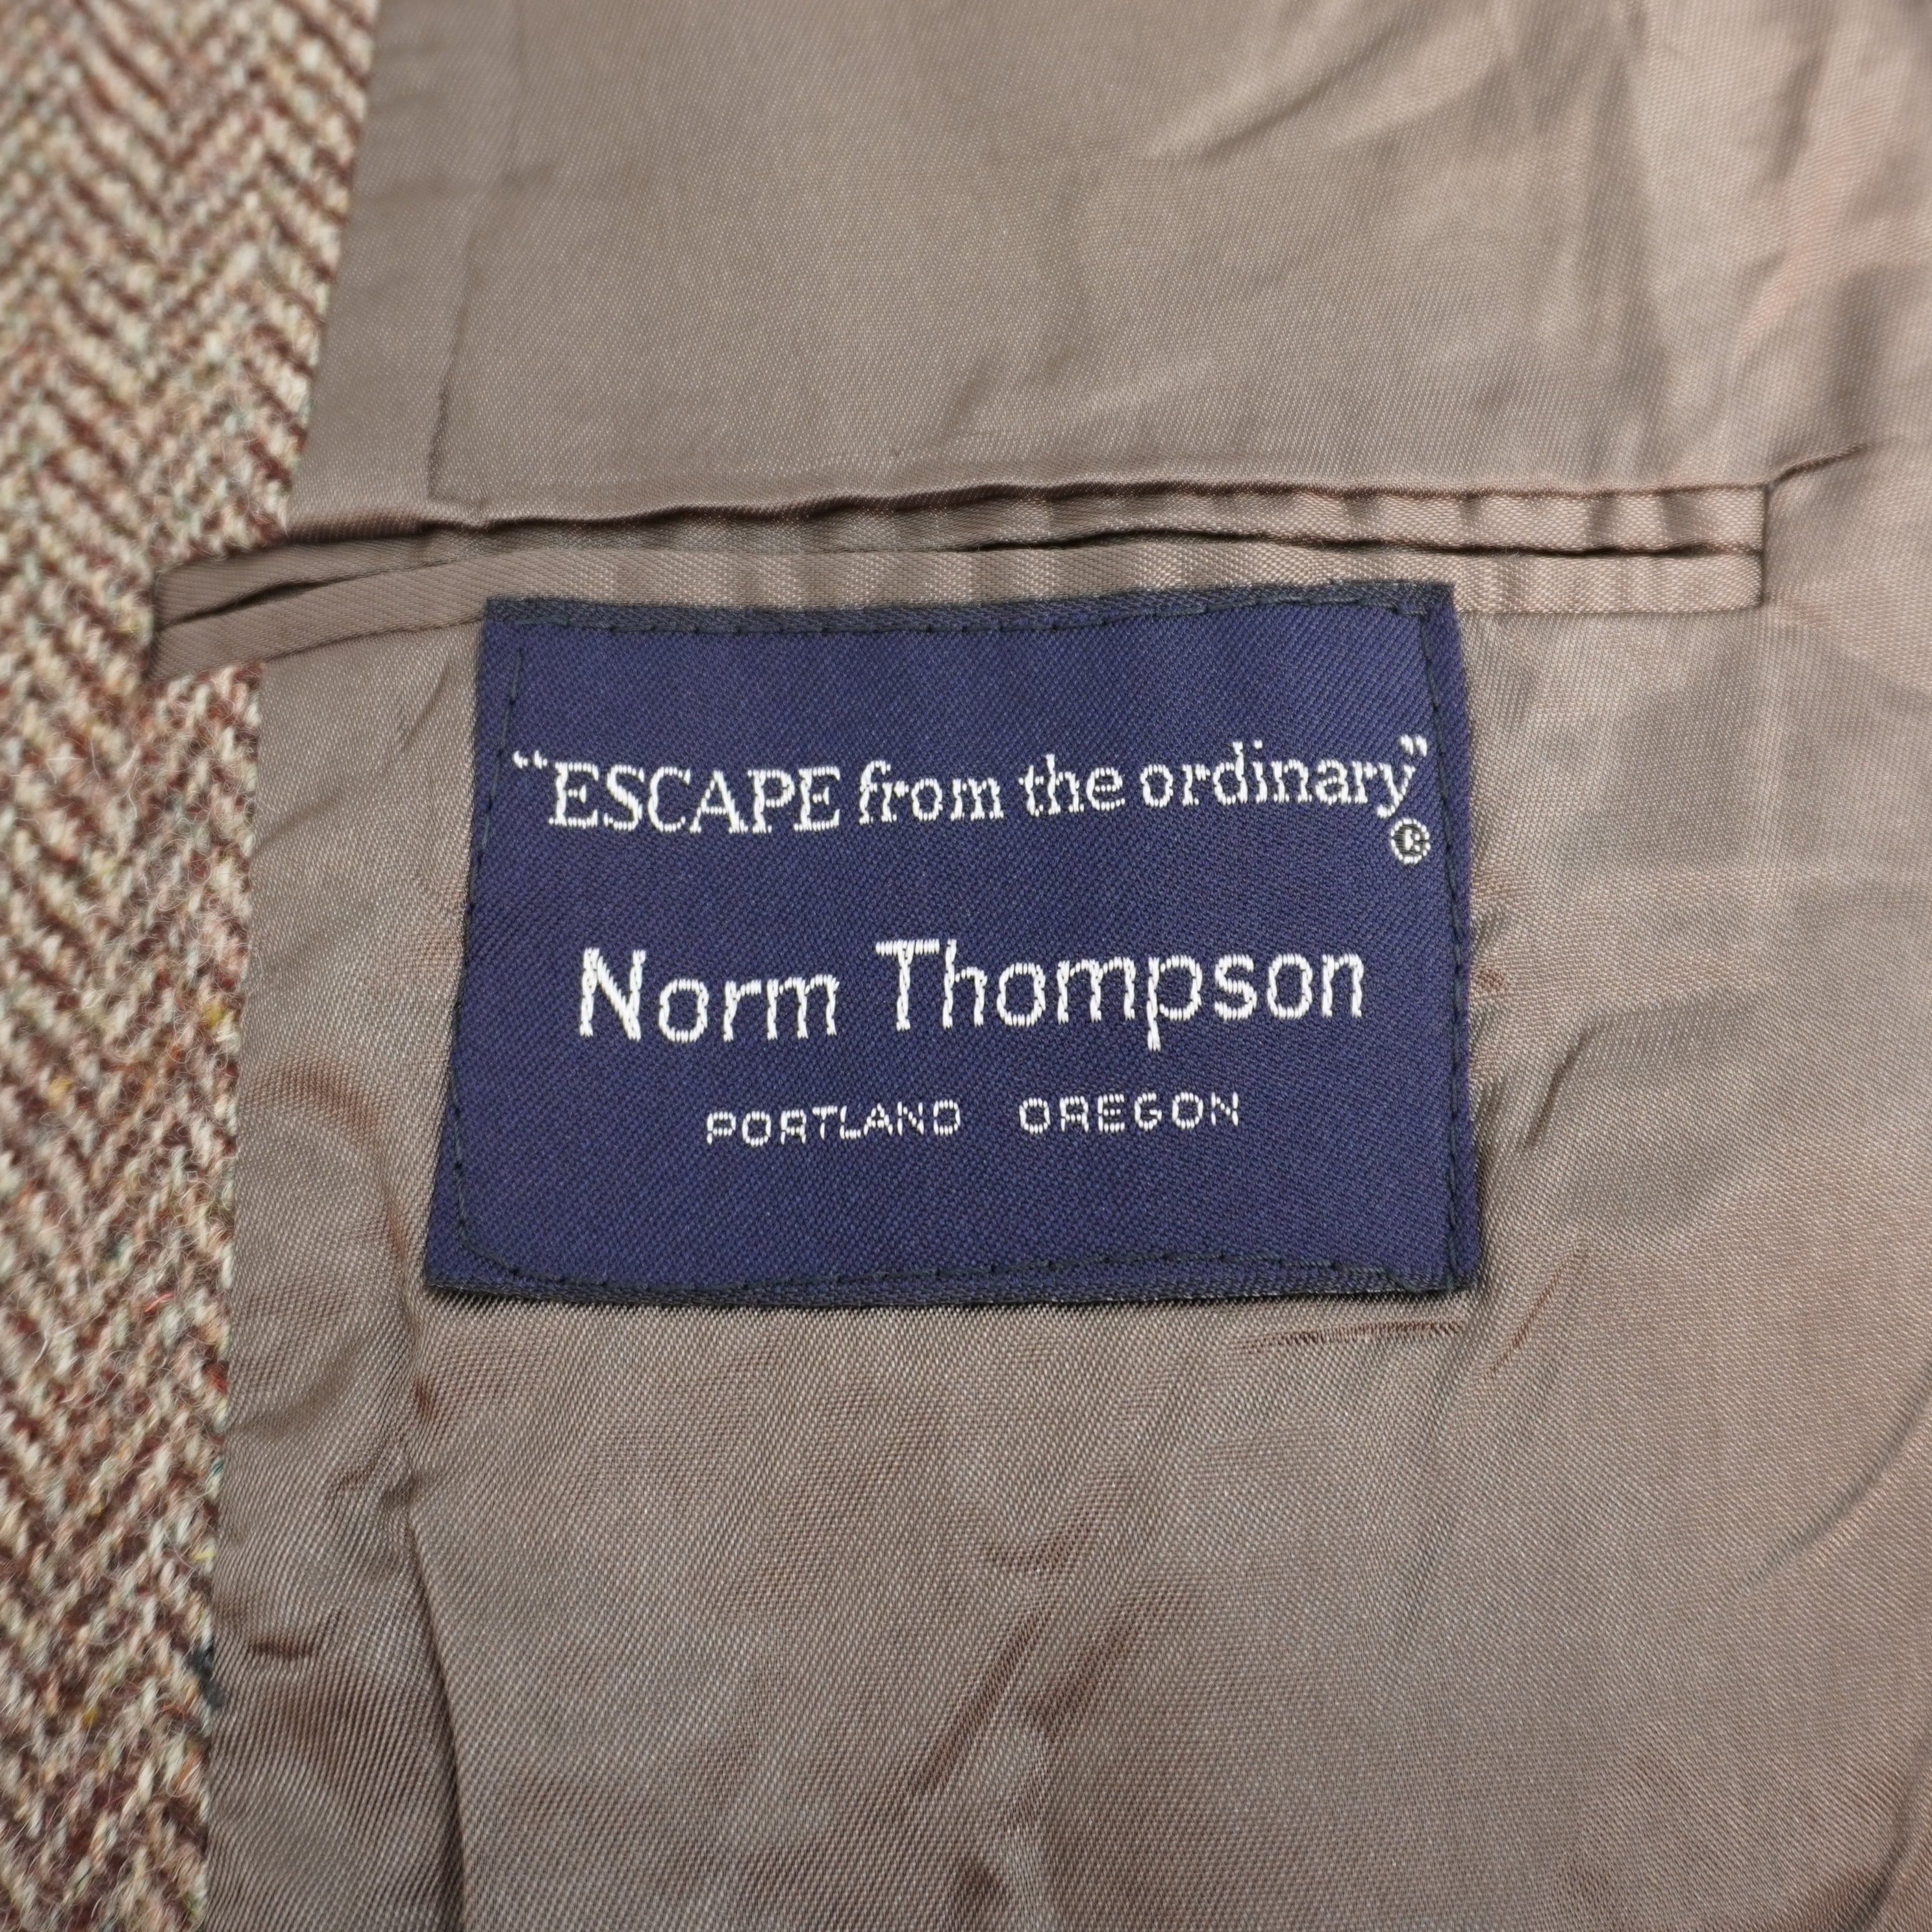 “ESCAPE from the ordinary”
©
Norm Thompson
PORTLAND OREGON